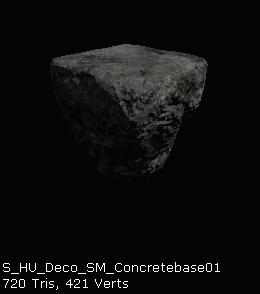 S_HU_Deco_SM_Concretebase01
720 Tris, 421 Verts